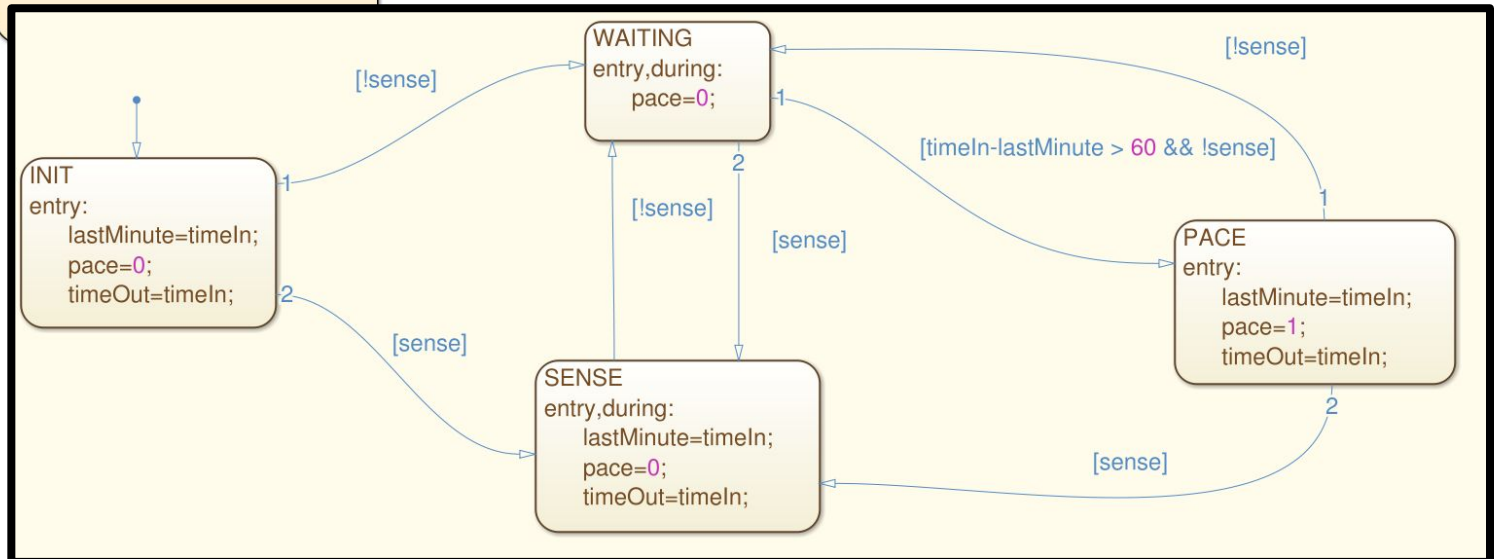 WAITING
entry,during:
pace=0;
[!sense]
[!sense]
1
[timeIn-lastMinute > 60 && !sense]
2
[!sense]
[sense]
INIT
entry:
lastMinute=timeIn;
pace=0;
timeOut=timeIn;
1
2
[sense]
1
PACE
entry:
lastMinute=timeIn;
pace=1;
timeOut=timeIn;
2
[sense]
SENSE
entry,during:
lastMinute=timeIn;
pace=0;
timeOut=timeIn;